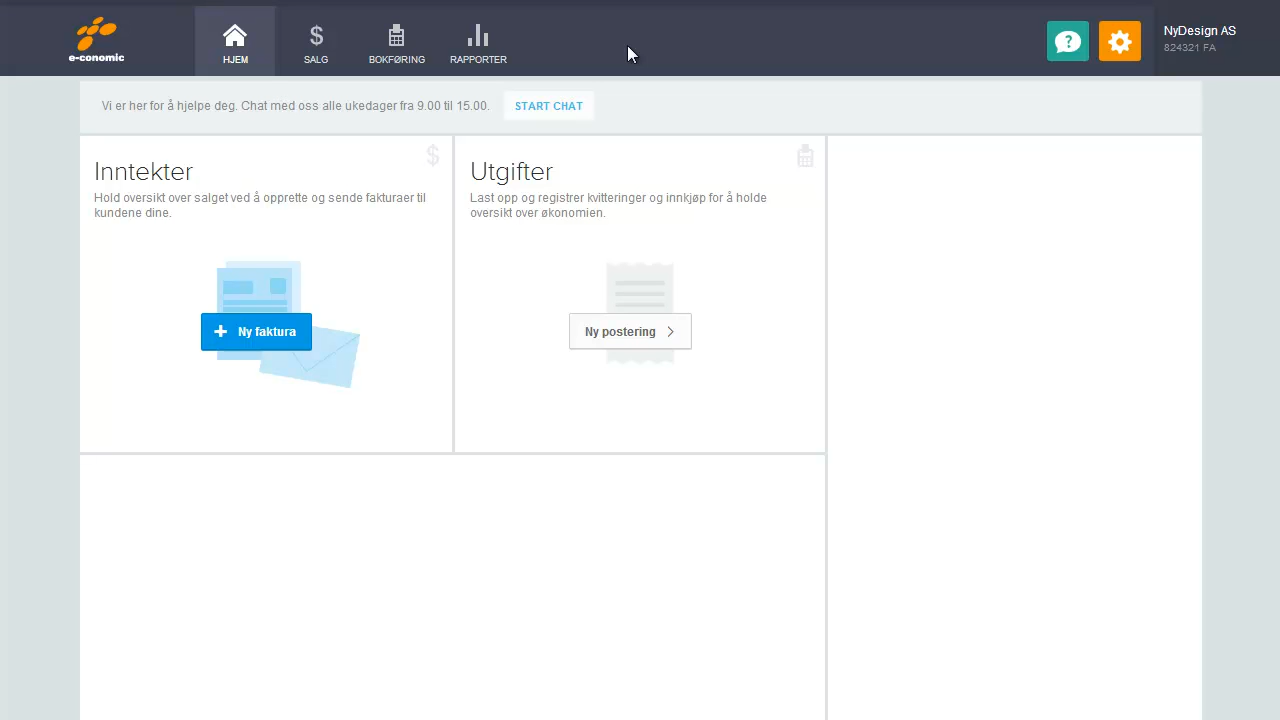 e-conomic
HJEM
SALG
BOKFØRING
RAPPORTER
NyDesign AS
824321 FA
Vi er her for å hjelpe deg. Chat med oss alle ukedager fra 9.00 til 15.00.
START CHAT
Inntekter
Hold oversikt over salget ved å opprette og sende fakturaer til
kundene dine.
Ny faktura
Utgifter
Last opp og registrer kvitteringer og innkjøp for å holde
oversikt over økonomien.
Ny postering